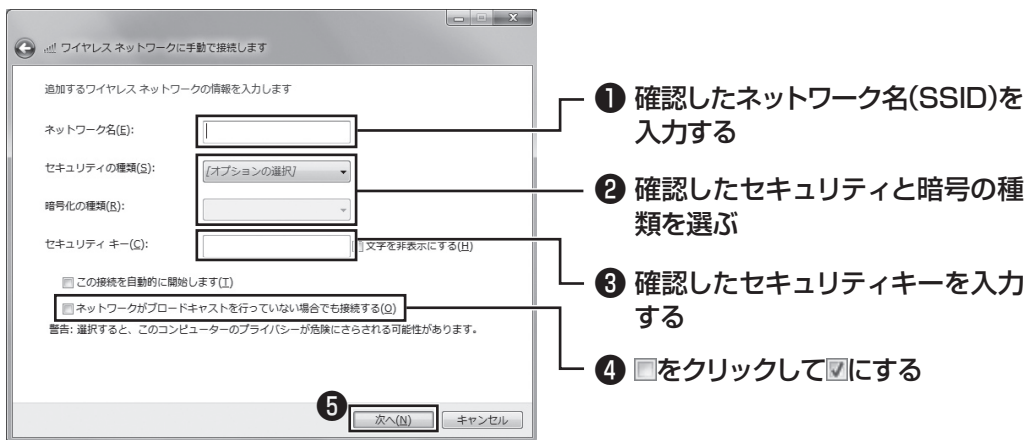 ワイヤレス ネットワークに手動で接続します
追加するワイヤレス ネットワークの情報を入力します
ネットワーク名(E):
セキュリティの種類(S):
[オプションの選択]
暗号化の種類(R):
セキュリティ キー(C):
文字を非表示にする(H)
この接続を自動的に開始します(T)
ネットワークがブロードキャストを行っていない場合でも接続する(O)
警告: 選択すると、このコンピューターのプライバシーが危険にさらされる可能性があります。
❺
次へ(N)
キャンセル
❶ 確認したネットワーク名(SSID)を
入力する
❷ 確認したセキュリティと暗号の種
類を選ぶ
❸ 確認したセキュリティキーを入力
する
❹ をクリックしてにする